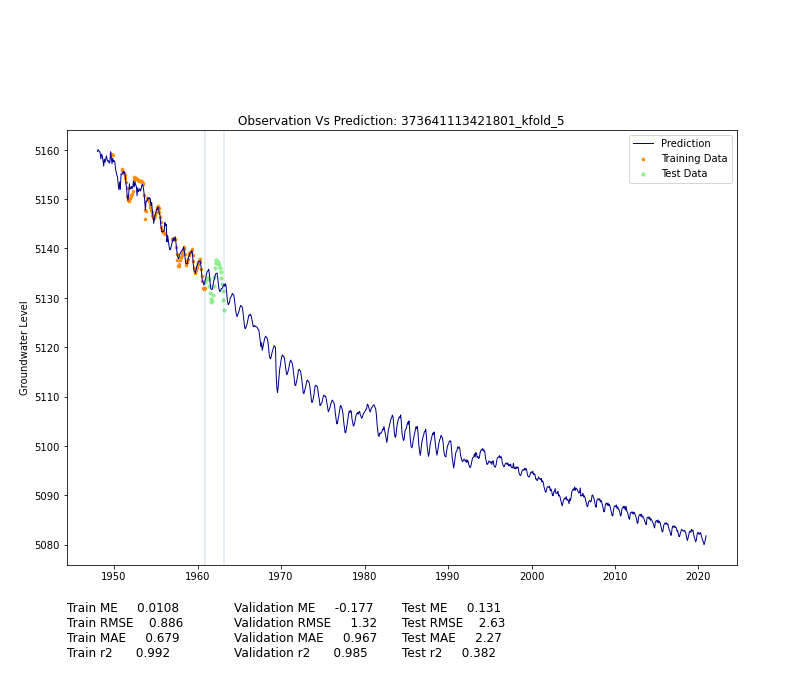 Observation Vs Prediction: 373641113421801_kfold_5
Prediction
Training Data
Test Data
Groundwater Level
5160
5150
5140
5130
5120
5110
5100
5090
5080
1950 1960 1970 1980 1990 2000 2010 2020
Train ME 0.0108 Validation ME -0.177 Test ME 0.131
Train RMSE 0.886 Validation RMSE 1.32 Test RMSE 2.63
Train MAE 0.679 Validation MAE 0.967 Test MAE 2.27
Train r2 0.992 Validation r2 0.985 Test r2 0.382